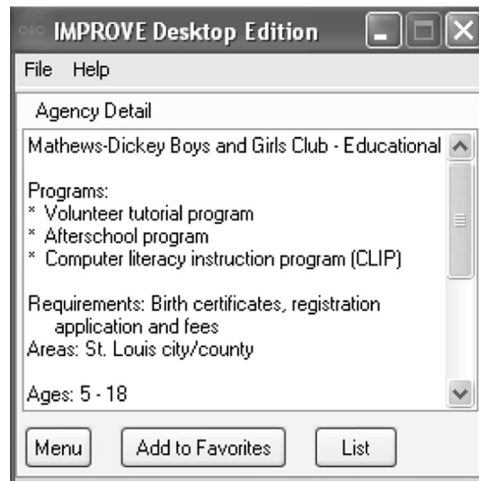 CAC IMPROVE Desktop Edition
File Help
Agency Detail
Mathews-Dickey Boys and Girls Club - Educational
Programs:
* Volunteer tutorial program
* Afterschool program
* Computer literacy instruction program (CLIP)
Requirements: Birth certificates, registration
application and fees
Areas: St. Louis city/county
Ages: 5 - 18
Menu Add to Favorites List